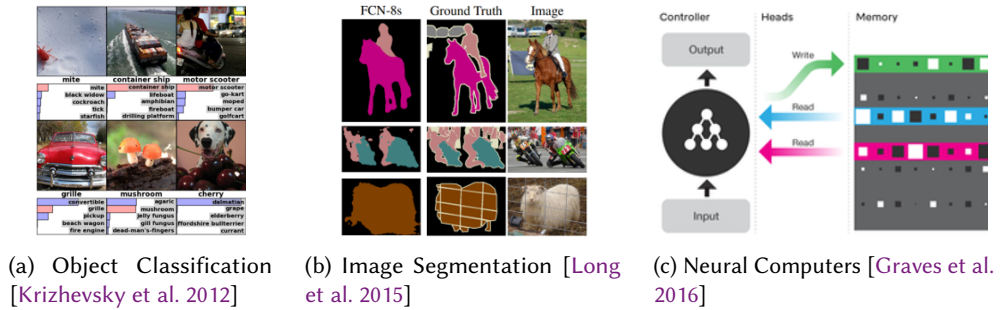 mite
container ship
motor scooter
mite
black widow
cockroach
tick
starfish
container ship
lifeboat
amphibian
fireboat
drilling platform
motor scooter
go-kart
moped
bumper car
golfcart
grille
mushroom
cherry
convertible
grille
pickup
beach wagon
fire engine
agaric
mushroom
jelly fungus
gill fungus
dead-man's-fingers
dalmatian
grape
elderberry
ffordshire bullterrier
currant
FCN-8s
Ground Truth
Image
Controller
Heads
Memory
Output
Write
Read
Read
Input
(a) Object Classification
[Krizhevsky et al. 2012]
(b) Image Segmentation [Long
et al. 2015]
(c) Neural Computers [Graves et al.
2016]